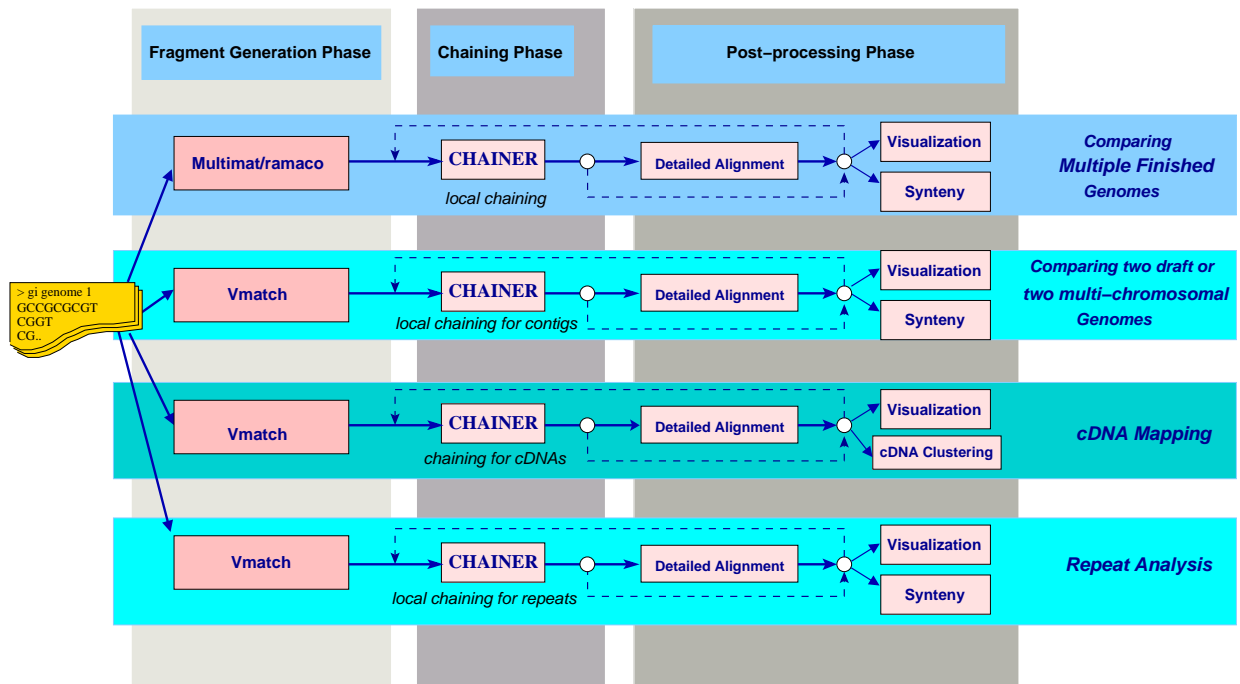 Fragment Generation Phase
Chaining Phase
Post−processing Phase
Multimat/ramaco
CHAINER
local chaining
Detailed Alignment
Visualization
Synteny
Comparing
Multiple Finished
Genomes
> gi genome 1
GCCGCGCGT
CGGT
CG..
Vmatch
CHAINER
local chaining for contigs
Detailed Alignment
Visualization
Synteny
Comparing two draft or
two multi−chromosomal
Genomes
Vmatch
CHAINER
chaining for cDNAs
Detailed Alignment
Visualization
cDNA Clustering
cDNA Mapping
Vmatch
CHAINER
local chaining for repeats
Detailed Alignment
Visualization
Synteny
Repeat Analysis